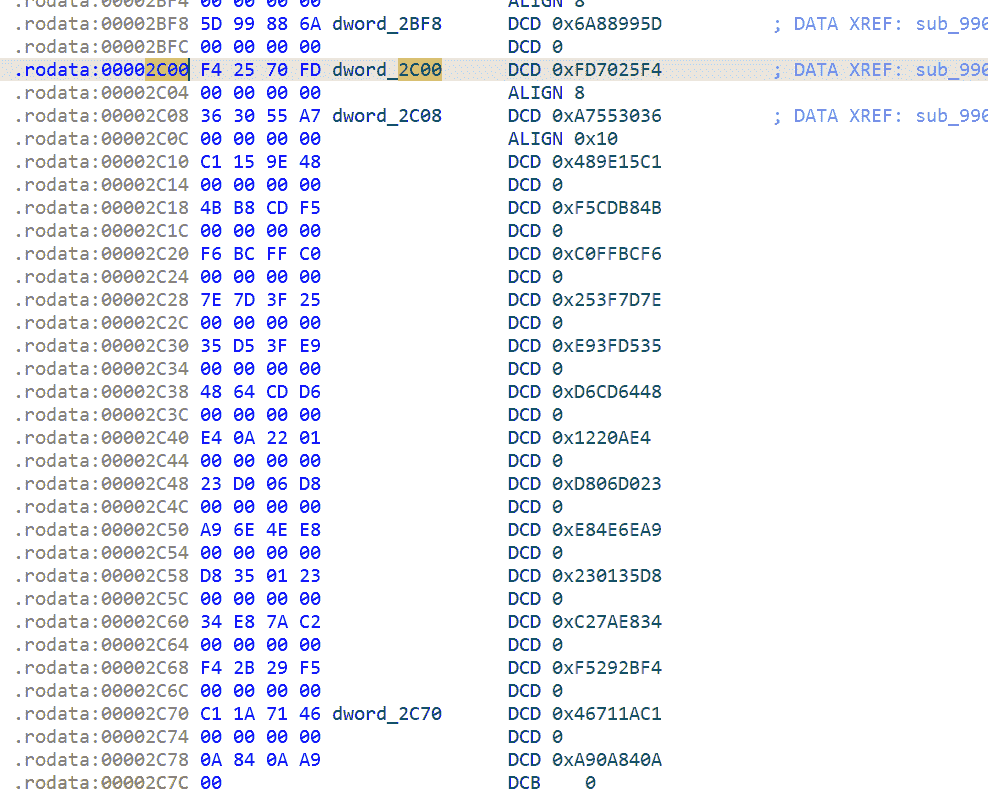 .rodata:00002BF4 00 00 00 00 ALIGN 8
.rodata:00002BF8 5D 99 88 6A dword_2BF8 DCD 0x6A88995D ; DATA XREF: sub_990
.rodata:00002BFC 00 00 00 00 DCD 0
.rodata:00002C00 F4 25 70 FD dword_2C00 DCD 0xFD7025F4 ; DATA XREF: sub_990
.rodata:00002C04 00 00 00 00 ALIGN 8
.rodata:00002C08 36 30 55 A7 dword_2C08 DCD 0xA7553036 ; DATA XREF: sub_990
.rodata:00002C0C 00 00 00 00 ALIGN 0x10
.rodata:00002C10 C1 15 9E 48 DCD 0x489E15C1
.rodata:00002C14 00 00 00 00 DCD 0
.rodata:00002C18 4B B8 CD F5 DCD 0xF5CDB84B
.rodata:00002C1C 00 00 00 00 DCD 0
.rodata:00002C20 F6 BC FF C0 DCD 0xC0FFBCF6
.rodata:00002C24 00 00 00 00 DCD 0
.rodata:00002C28 7E 7D 3F 25 DCD 0x253F7D7E
.rodata:00002C2C 00 00 00 00 DCD 0
.rodata:00002C30 35 D5 3F E9 DCD 0xE93FD535
.rodata:00002C34 00 00 00 00 DCD 0
.rodata:00002C38 48 64 CD D6 DCD 0xD6CD6448
.rodata:00002C3C 00 00 00 00 DCD 0
.rodata:00002C40 E4 0A 22 01 DCD 0x1220AE4
.rodata:00002C44 00 00 00 00 DCD 0
.rodata:00002C48 23 D0 06 D8 DCD 0xD806D023
.rodata:00002C4C 00 00 00 00 DCD 0
.rodata:00002C50 A9 6E 4E E8 DCD 0xE84E6EA9
.rodata:00002C54 00 00 00 00 DCD 0
.rodata:00002C58 D8 35 01 23 DCD 0x230135D8
.rodata:00002C5C 00 00 00 00 DCD 0
.rodata:00002C60 34 E8 7A C2 DCD 0xC27AE834
.rodata:00002C64 00 00 00 00 DCD 0
.rodata:00002C68 F4 2B 29 F5 DCD 0xF5292BF4
.rodata:00002C6C 00 00 00 00 DCD 0
.rodata:00002C70 C1 1A 71 46 dword_2C70 DCD 0x46711AC1
.rodata:00002C74 00 00 00 00 DCD 0
.rodata:00002C78 0A 84 0A A9 DCD 0xA90A840A
.rodata:00002C7C 00 DCB 0